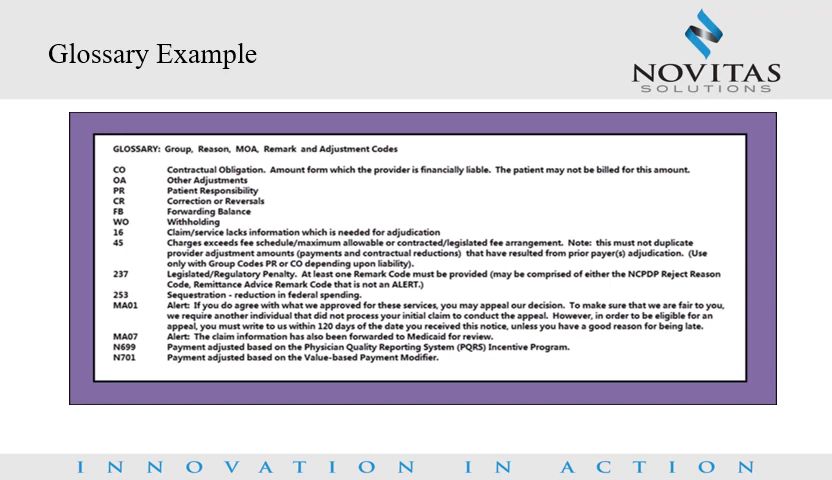 Glossary Example
NOVITAS
SOLUTIONS
GLOSSARY: Group, Reason, MOA, Remark and Adjustment Codes
CO Contractual Obligation. Amount form which the provider is financially liable. The patient may not be billed for this amount.
OA Other Adjustments
PR Patient Responsibility
CR Correction or Reversals
FB Forwarding Balance
WO Withholding
16 Claim/service lacks information which is needed for adjudication
45 Charges exceeds fee schedule/maximum allowable or contracted/legislated fee arrangement. Note: this must not duplicate
provider adjustment amounts (payments and contractual reductions) that have resulted from prior payer(s) adjudication. (Use
only with Group Codes PR or CO depending upon liability).
237 Legislated/Regulatory Penalty. At least one Remark Code must be provided (may be comprised of either the NCPDP Reject Reason
Code, Remittance Advice Remark Code that is not an ALERT.)
253 Sequestration - reduction in federal spending.
MA01 Alert: If you do agree with what we approved for these services, you may appeal our decision. To make sure that we are fair to you,
we require another individual that did not process your initial claim to conduct the appeal. However, in order to be eligible for an
appeal, you must write to us within 120 days of the date you received this notice, unless you have a good reason for being late.
MA07 Alert: The claim information has also been forwarded to Medicaid for review.
N699 Payment adjusted based on the Physician Quality Reporting System (PQRS) Incentive Program.
N701 Payment adjusted based on the Value-based Payment Modifier.
INNOVATION IN ACTION